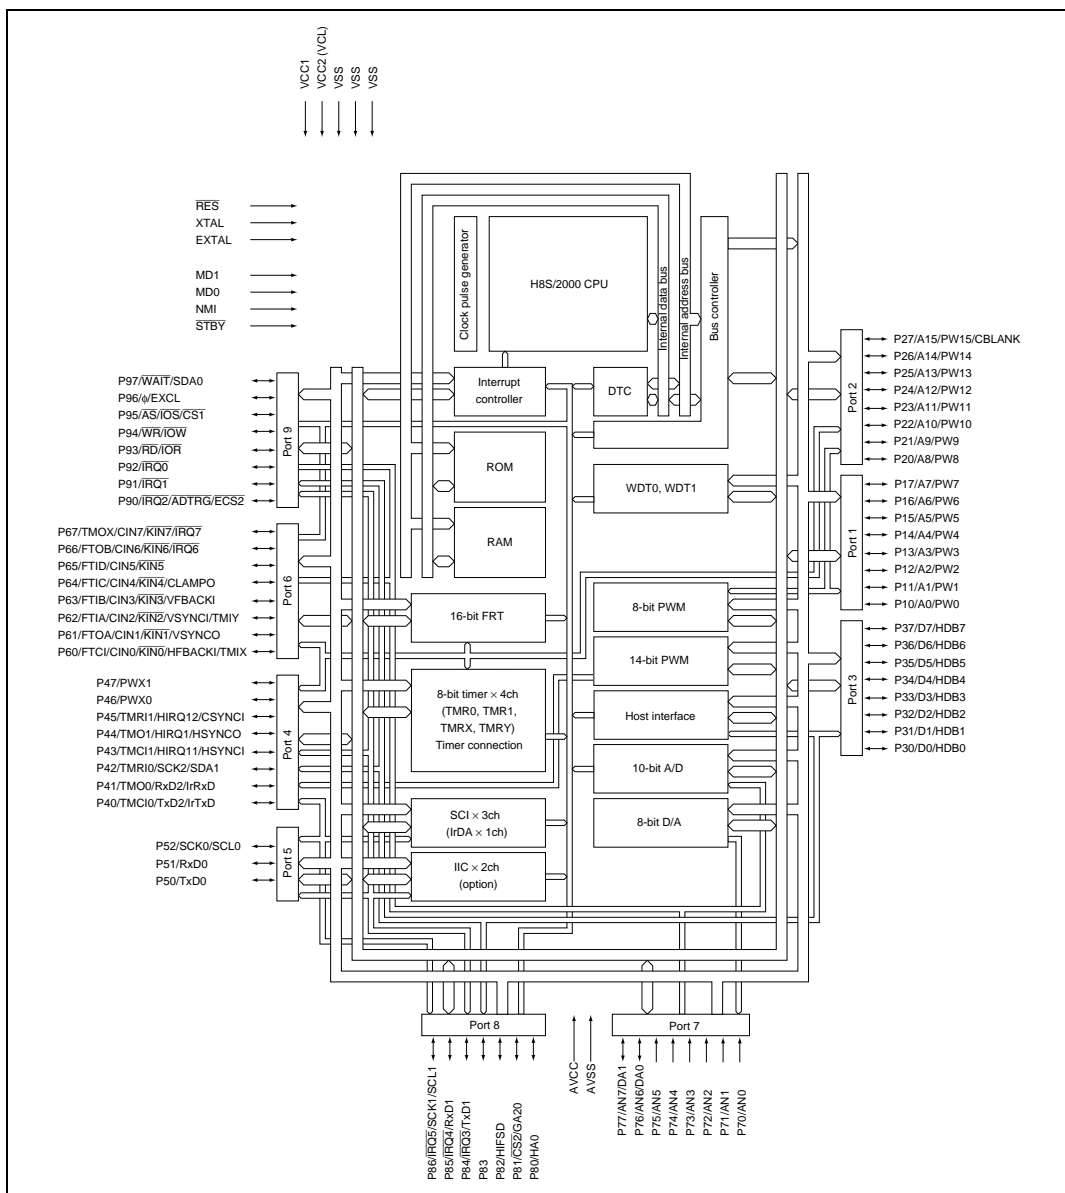 VCC1
VCC2 (VCL)
VSS
VSS
VSS
RES
XTAL
EXTAL
MD1
MD0
NMI
STBY
Clock pulse generator
H8S/2000 CPU
Internal data bus
Internal address bus
Bus controller
Interrupt
controller
DTC
ROM
RAM
WDT0, WDT1
16-bit FRT
8-bit PWM
14-bit PWM
8-bit timer × 4ch
(TMR0, TMR1,
TMRX, TMRY)
Timer connection
Host interface
10-bit A/D
8-bit D/A
SCI × 3ch
(IrDA × 1ch)
IIC × 2ch
(option)
P97/WAIT/SDA0
P96/φ/EXCL
P95/AS/IOS/CS1
P94/WR/IOW
P93/RD/IOR
P92/IRQ0
P91/IRQ1
P90/IRQ2/ADTRG/ECS2
Port 9
P67/TMOX/CIN7/KIN7/IRQ7
P66/FTOB/CIN6/KIN6/IRQ6
P65/FTID/CIN5/KIN5
P64/FTIC/CIN4/KIN4/CLAMPO
P63/FTIB/CIN3/KIN3/VFBACKI
P62/FTIA/CIN2/KIN2/VSYNCI/TMIY
P61/FTOA/CIN1/KIN1/VSYNCO
P60/FTCI/CIN0/KIN0/HFBACKI/TMIX
Port 6
P47/PWX1
P46/PWX0
P45/TMRI1/HIRQ12/CSYNCI
P44/TMO1/HIRQ1/HSYNCO
P43/TMCI1/HIRQ11/HSYNCI
P42/TMRI0/SCK2/SDA1
P41/TMO0/RxD2/IrRxD
P40/TMCI0/TxD2/IrTxD
Port 4
P52/SCK0/SCL0
P51/RxD0
P50/TxD0
Port 5
Port 2
P27/A15/PW15/CBLANK
P26/A14/PW14
P25/A13/PW13
P24/A12/PW12
P23/A11/PW11
P22/A10/PW10
P21/A9/PW9
P20/A8/PW8
Port 1
P17/A7/PW7
P16/A6/PW6
P15/A5/PW5
P14/A4/PW4
P13/A3/PW3
P12/A2/PW2
P11/A1/PW1
P10/A0/PW0
Port 3
P37/D7/HDB7
P36/D6/HDB6
P35/D5/HDB5
P34/D4/HDB4
P33/D3/HDB3
P32/D2/HDB2
P31/D1/HDB1
P30/D0/HDB0
Port 8
P86/IRQ5/SCK1/SCL1
P85/IRQ4/RxD1
P84/IRQ3/TxD1
P83
P82/HIFSD
P81/CS2/GA20
P80/HA0
AVCC
AVSS
Port 7
P77/AN7/DA1
P76/AN6/DA0
P75/AN5
P74/AN4
P73/AN3
P72/AN2
P71/AN1
P70/AN0